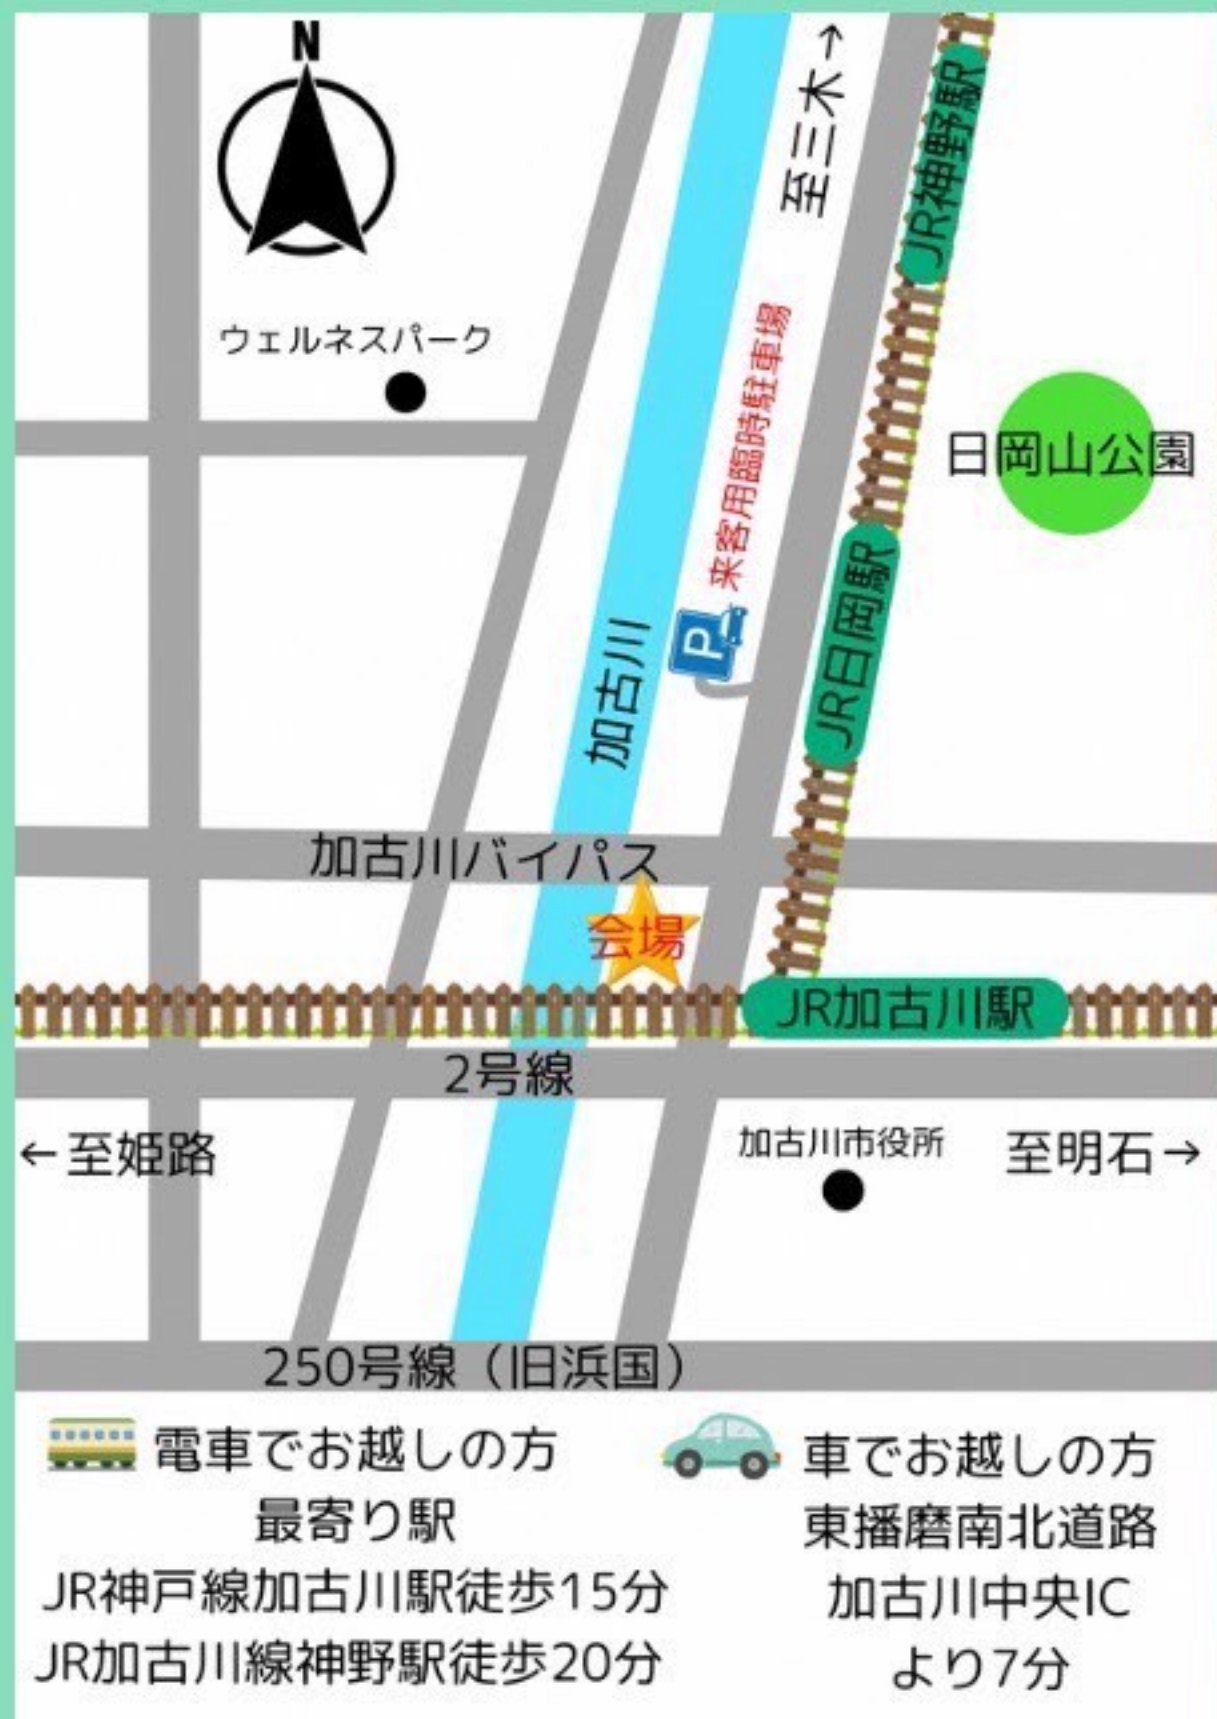 N
至三木→
JR神野駅
ウェルネスパーク
来客用臨時駐車場
日岡山公園
P
JR日岡駅
加古川
加古川バイパス
会場
JR加古川駅
2号線
←至姫路
加古川市役所
至明石→
250号線（旧浜国）
電車でお越しの方
最寄り駅
JR神戸線加古川駅徒歩15分
JR加古川線神野駅徒歩20分
車でお越しの方
東播磨南北道路
加古川中央IC
より7分